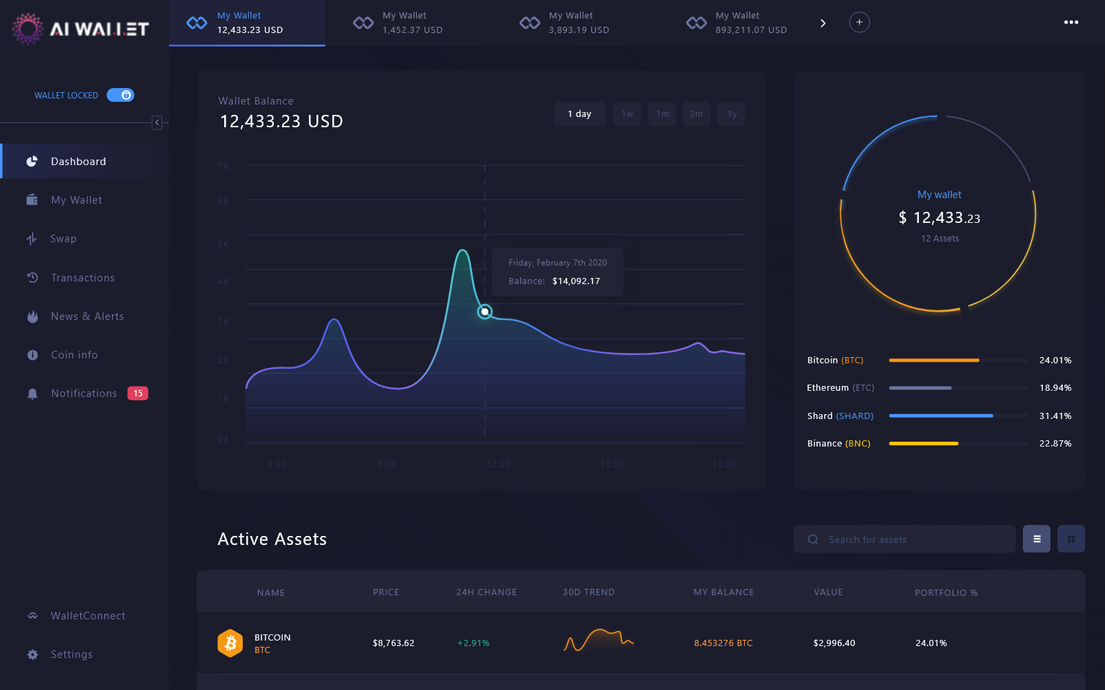 AI WALLET
My Wallet
12,433.23 USD
My Wallet
1,452.37 USD
My Wallet
3,893.19 USD
My Wallet
893,211.07 USD
WALLET LOCKED
Dashboard
My Wallet
Swap
Transactions
News & Alerts
Coin info
Notifications 15
WalletConnect
Settings
Wallet Balance
12,433.23 USD
1 day 1w 1m 3m 1y
7K
6K
5K
4K
3K
2K
1K
0$
Friday, February 7th 2020
Balance: $14,092.17
0:00 6:00 12:00 18:00 12:00
My wallet
$ 12,433.23
12 Assets
Bitcoin (BTC) 24.01%
Ethereum (ETC) 18.94%
Shard (SHARD) 31.41%
Binance (BNC) 22.87%
Active Assets
Search for assets
NAME PRICE 24H CHANGE 30D TREND MY BALANCE VALUE PORTFOLIO %
BITCOIN
BTC
$8,763.62 +2.91% 8.453276 BTC $2,996.40 24.01%